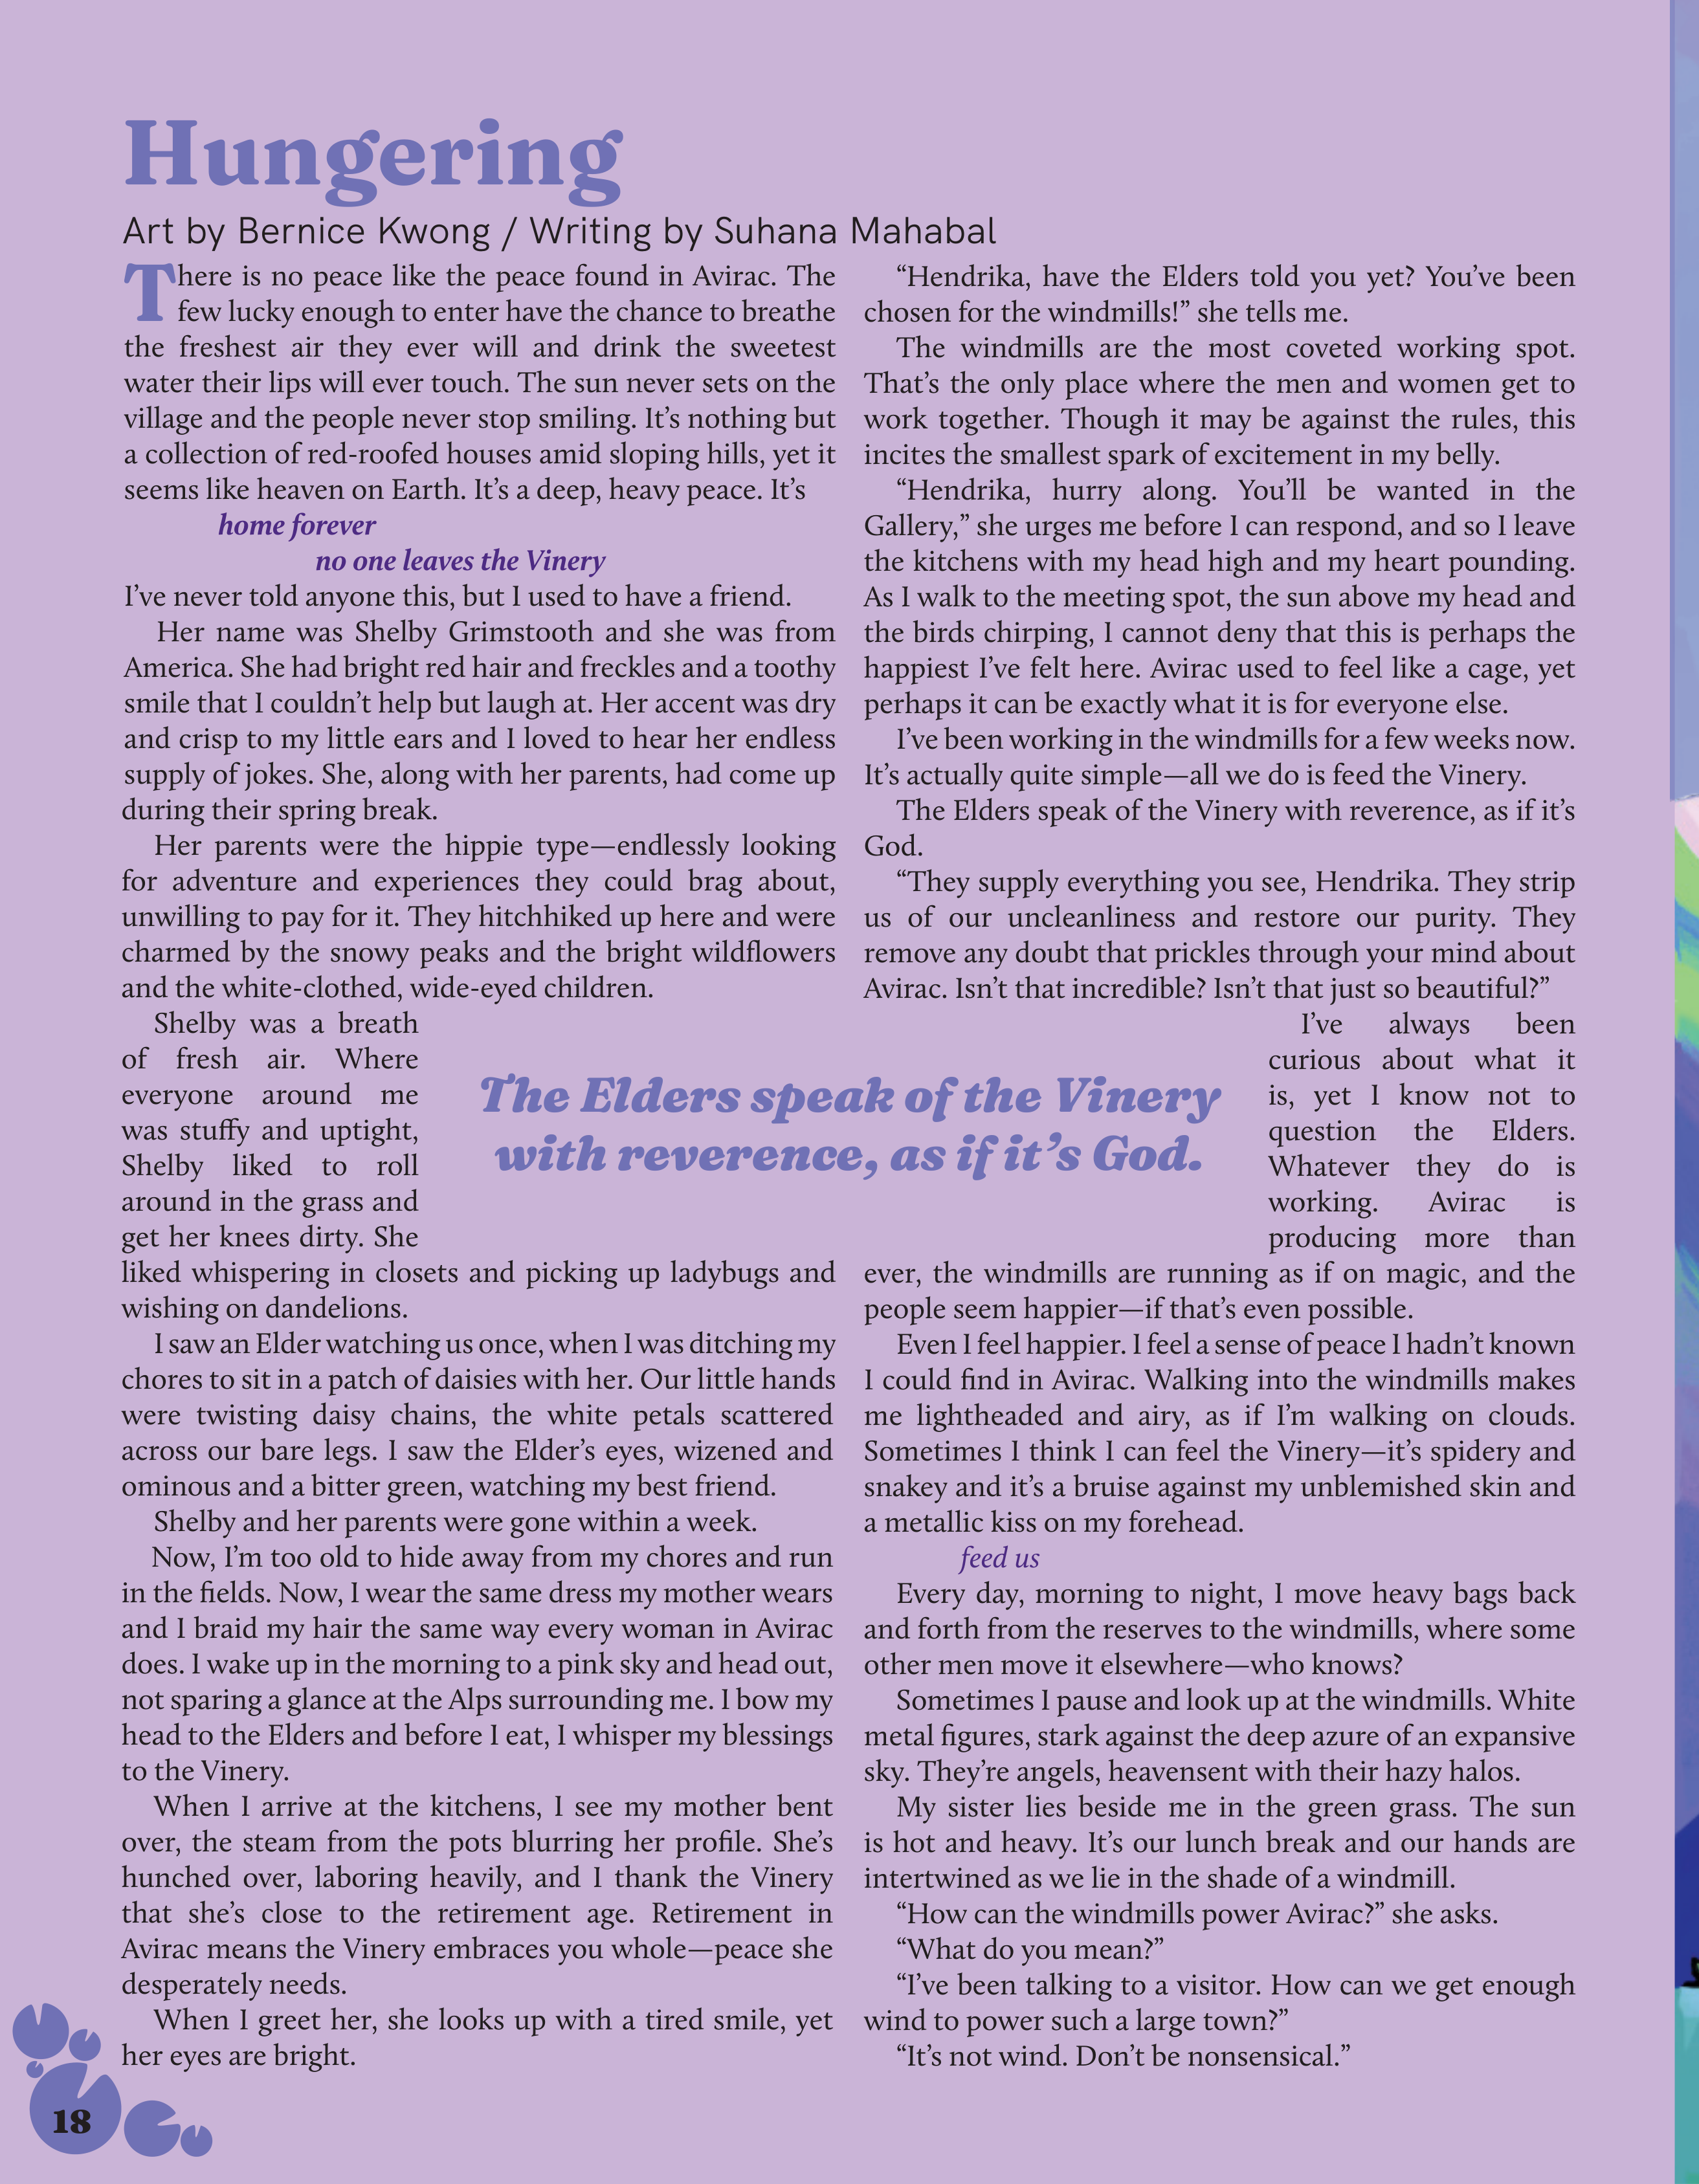 Hungering
Art by Bernice Kwong / Writing by Suhana Mahabal
There is no peace like the peace found in Avirac. The
few lucky enough to enter have the chance to breathe
the freshest air they ever will and drink the sweetest
water their lips will ever touch. The sun never sets on the
village and the people never stop smiling. It’s nothing but
a collection of red-roofed houses amid sloping hills, yet it
seems like heaven on Earth. It’s a deep, heavy peace. It’s
home forever
no one leaves the Vinery
I’ve never told anyone this, but I used to have a friend.
Her name was Shelby Grimstooth and she was from
America. She had bright red hair and freckles and a toothy
smile that I couldn’t help but laugh at. Her accent was dry
and crisp to my little ears and I loved to hear her endless
supply of jokes. She, along with her parents, had come up
during their spring break.
Her parents were the hippie type—endlessly looking
for adventure and experiences they could brag about,
unwilling to pay for it. They hitchhiked up here and were
charmed by the snowy peaks and the bright wildflowers
and the white-clothed, wide-eyed children.
Shelby was a breath
of fresh air. Where
everyone around me
was stuffy and uptight,
Shelby liked to roll
around in the grass and
get her knees dirty. She
liked whispering in closets and picking up ladybugs and
wishing on dandelions.
I saw an Elder watching us once, when I was ditching my
chores to sit in a patch of daisies with her. Our little hands
were twisting daisy chains, the white petals scattered
across our bare legs. I saw the Elder’s eyes, wizened and
ominous and a bitter green, watching my best friend.
Shelby and her parents were gone within a week.
Now, I’m too old to hide away from my chores and run
in the fields. Now, I wear the same dress my mother wears
and I braid my hair the same way every woman in Avirac
does. I wake up in the morning to a pink sky and head out,
not sparing a glance at the Alps surrounding me. I bow my
head to the Elders and before I eat, I whisper my blessings
to the Vinery.
When I arrive at the kitchens, I see my mother bent
over, the steam from the pots blurring her profile. She’s
hunched over, laboring heavily, and I thank the Vinery
that she’s close to the retirement age. Retirement in
Avirac means the Vinery embraces you whole—peace she
desperately needs.
When I greet her, she looks up with a tired smile, yet
her eyes are bright.
“Hendrika, have the Elders told you yet? You’ve been
chosen for the windmills!” she tells me.
The windmills are the most coveted working spot.
That’s the only place where the men and women get to
work together. Though it may be against the rules, this
incites the smallest spark of excitement in my belly.
“Hendrika, hurry along. You’ll be wanted in the
Gallery,” she urges me before I can respond, and so I leave
the kitchens with my head high and my heart pounding.
As I walk to the meeting spot, the sun above my head and
the birds chirping, I cannot deny that this is perhaps the
happiest I’ve felt here. Avirac used to feel like a cage, yet
perhaps it can be exactly what it is for everyone else.
I’ve been working in the windmills for a few weeks now.
It’s actually quite simple—all we do is feed the Vinery.
The Elders speak of the Vinery with reverence, as if it’s
God.
“They supply everything you see, Hendrika. They strip
us of our uncleanliness and restore our purity. They
remove any doubt that prickles through your mind about
Avirac. Isn’t that incredible? Isn’t that just so beautiful?”
The Elders speak of the Vinery
with reverence, as if it’s God.
I’ve always been
curious about what it
is, yet I know not to
question the Elders.
Whatever they do is
working. Avirac is
producing more than
ever, the windmills are running as if on magic, and the
people seem happier—if that’s even possible.
Even I feel happier. I feel a sense of peace I hadn’t known
I could find in Avirac. Walking into the windmills makes
me lightheaded and airy, as if I’m walking on clouds.
Sometimes I think I can feel the Vinery—it’s spidery and
snakey and it’s a bruise against my unblemished skin and
a metallic kiss on my forehead.
feed us
Every day, morning to night, I move heavy bags back
and forth from the reserves to the windmills, where some
other men move it elsewhere—who knows?
Sometimes I pause and look up at the windmills. White
metal figures, stark against the deep azure of an expansive
sky. They’re angels, heavensent with their hazy halos.
My sister lies beside me in the green grass. The sun
is hot and heavy. It’s our lunch break and our hands are
intertwined as we lie in the shade of a windmill.
“How can the windmills power Avirac?” she asks.
“What do you mean?”
“I’ve been talking to a visitor. How can we get enough
wind to power such a large town?”
“It’s not wind. Don’t be nonsensical.”
18